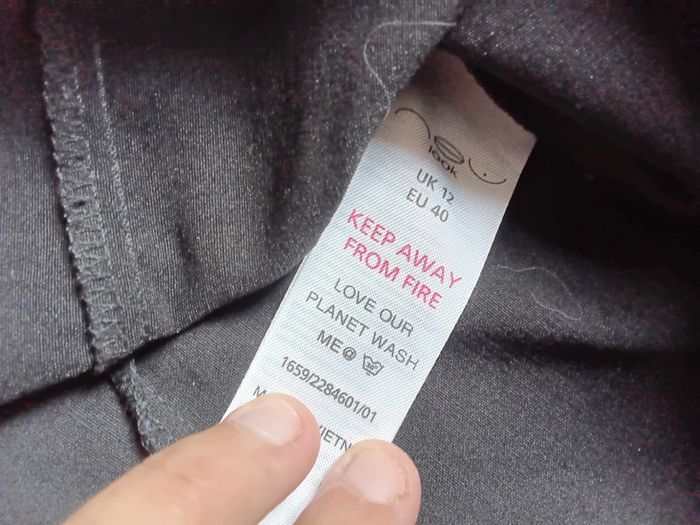 look
UK 12
EU 40
KEEP AWAY
FROM FIRE
LOVE OUR
PLANET WASH
ME@
1659/2284601/01